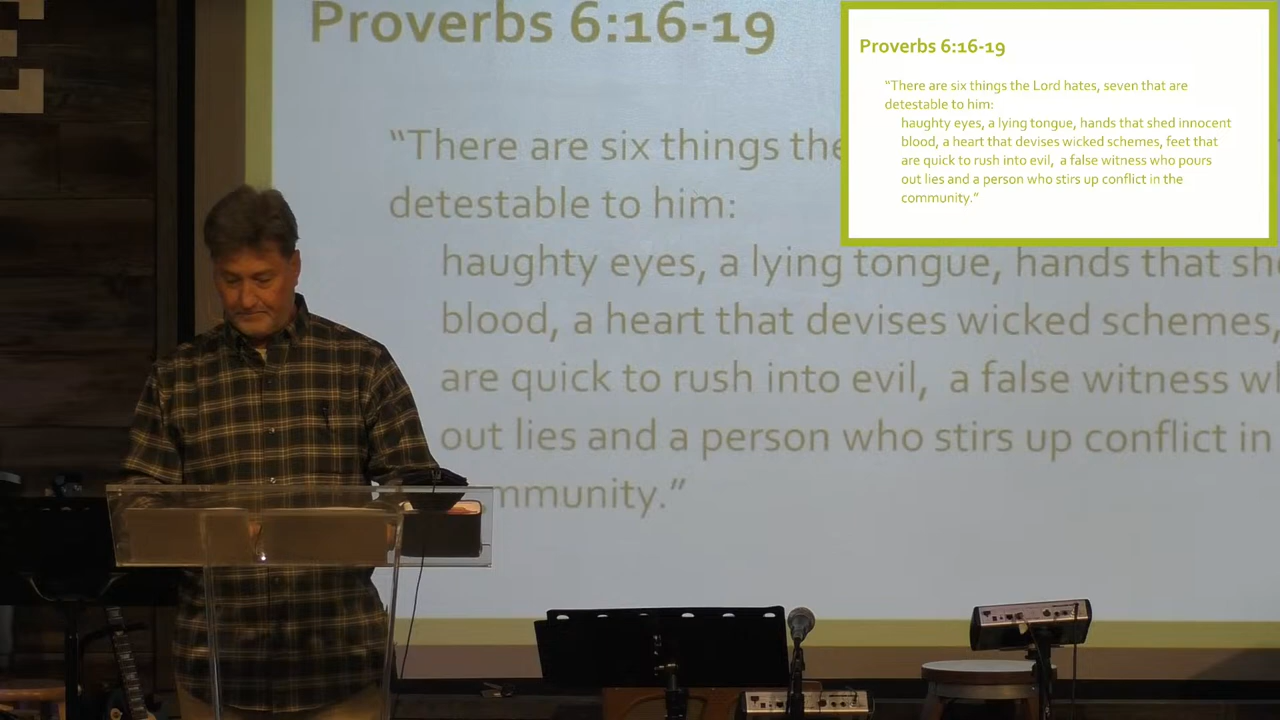 Proverbs 6:16-19
“There are six things the
detestable to him:
haughty eyes, a lying tongue, hands that sh
blood, a heart that devises wicked schemes,
are quick to rush into evil, a false witness w
out lies and a person who stirs up conflict in
mmunity.”
Proverbs 6:16-19
“There are six things the Lord hates, seven that are
detestable to him:
haughty eyes, a lying tongue, hands that shed innocent
blood, a heart that devises wicked schemes, feet that
are quick to rush into evil, a false witness who pours
out lies and a person who stirs up conflict in the
community.”